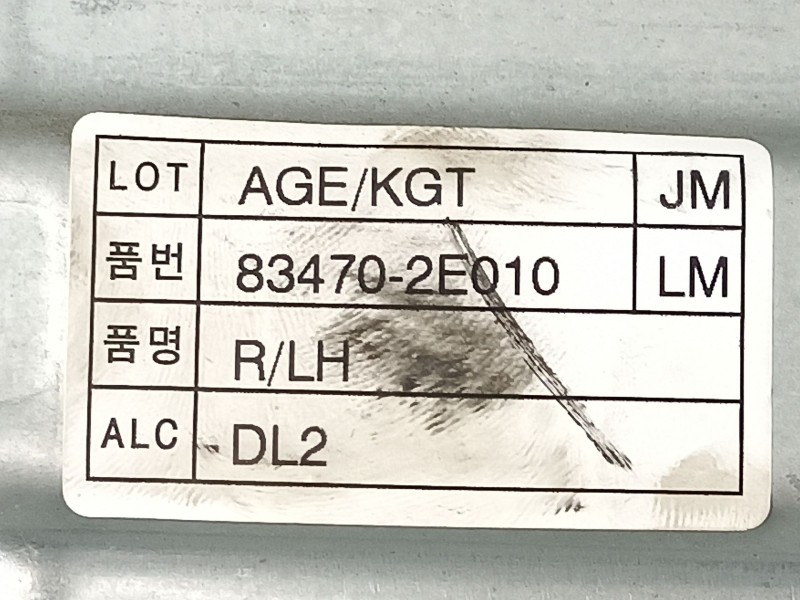 LOT AGE/KGT JM
품번 83470-2E010 LM
품명 R/LH
ALC DL2